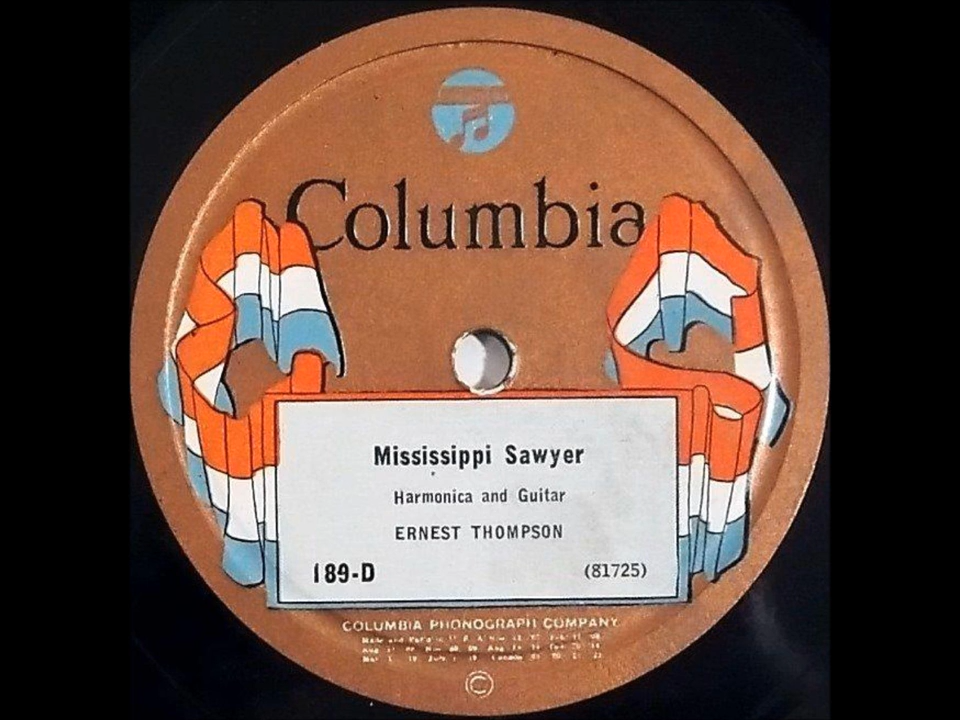 Columbia
Mississippi Sawyer
Harmonica and Guitar
ERNEST THOMPSON
189-D (81725)
COLUMBIA PHONOGRAPH COMPANY